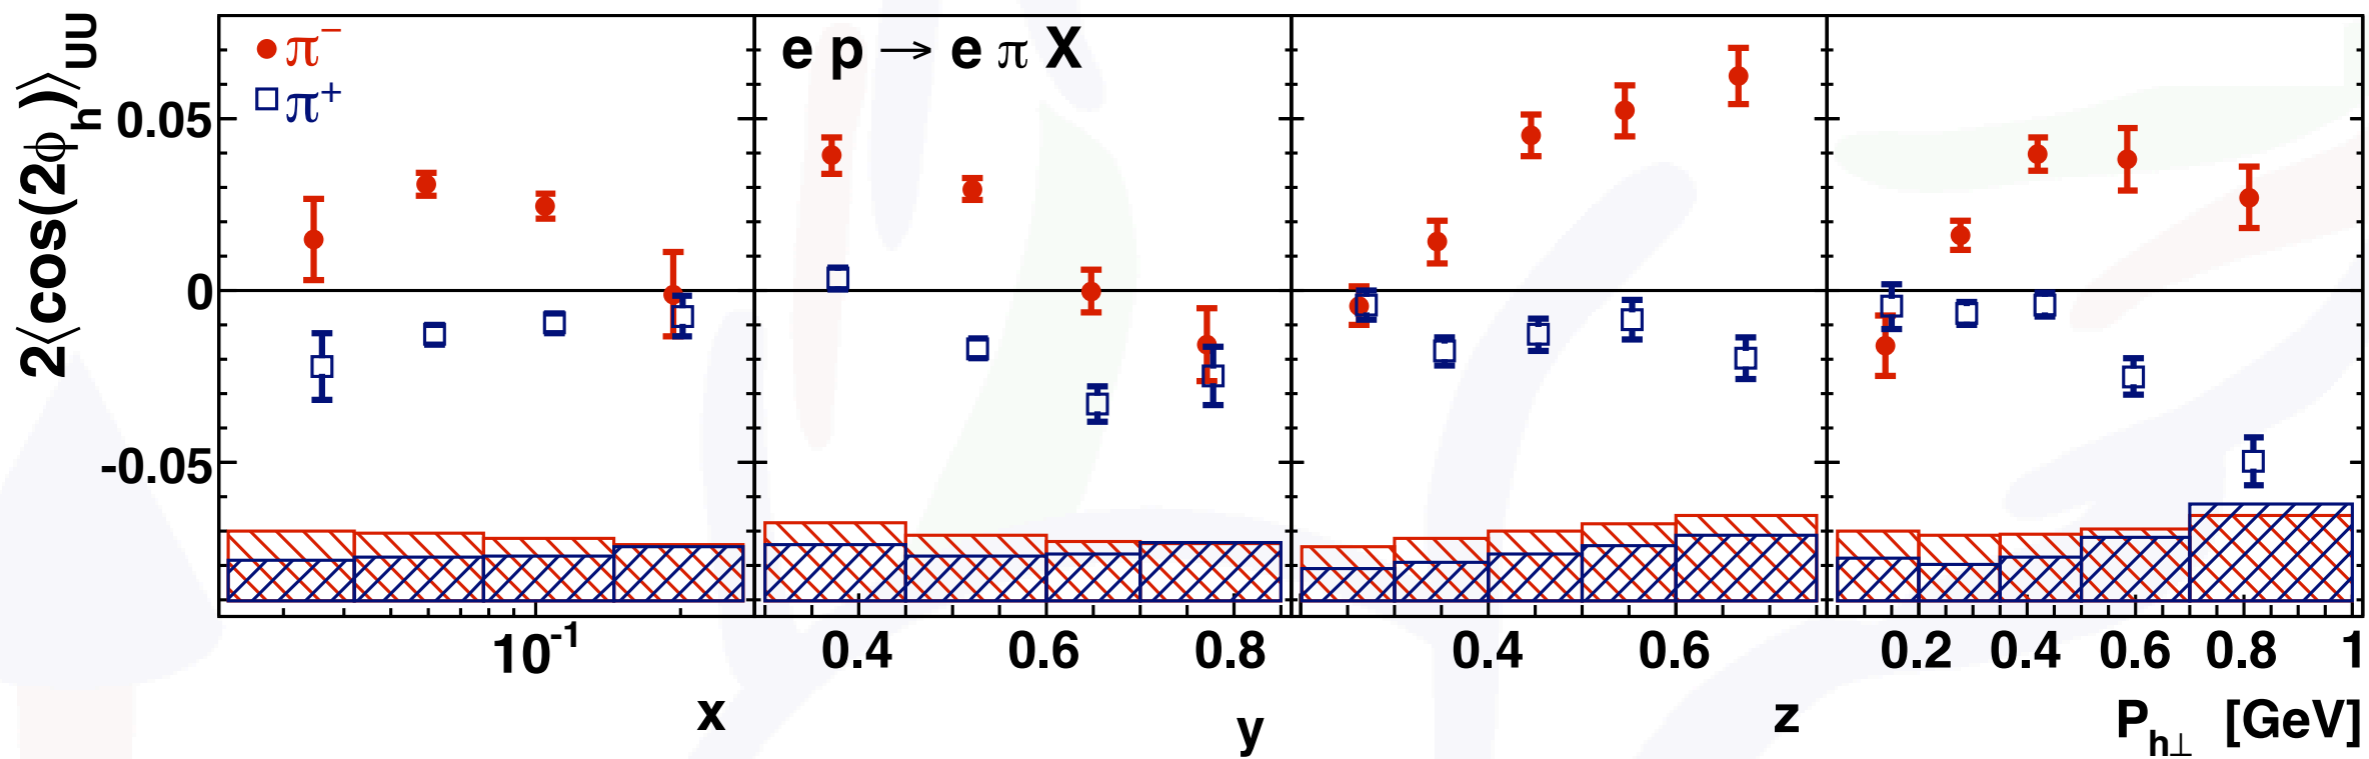 2⟨cos(2ϕh)⟩UU
π−
π+
e p → e π X
0.05
0
-0.05
10-1
0.4 0.6 0.8
0.4 0.6
0.2 0.4 0.6 0.8 1
x
y
z
Ph⊥ [GeV]